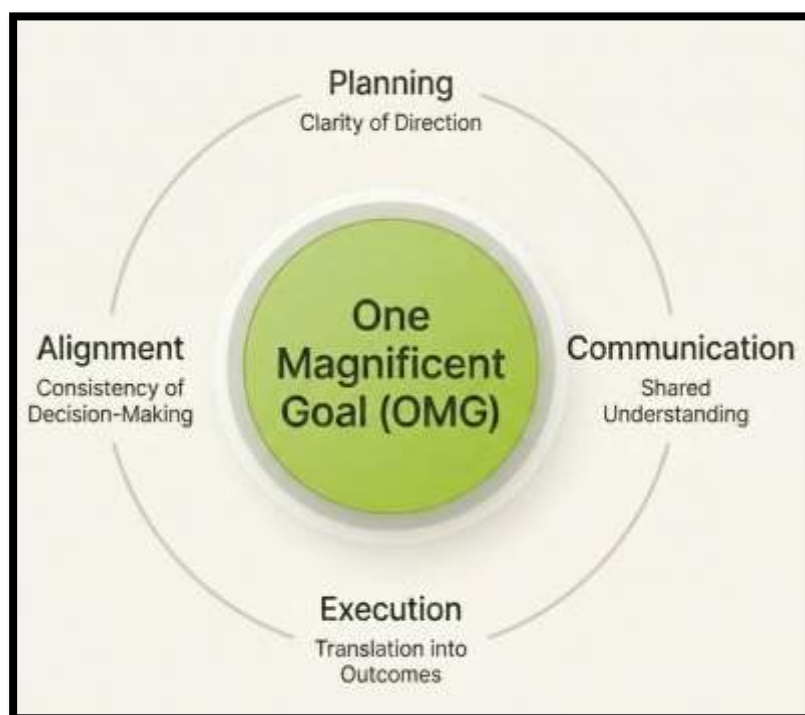 Planning
Clarity of Direction
One
Magnificent
Goal (OMG)
Alignment
Consistency of
Decision-Making
Communication
Shared
Understanding
Execution
Translation into
Outcomes